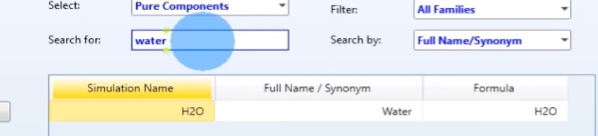 Select: Pure Components Filter: All Families
Search for: water Search by: Full Name/Synonym
Simulation Name Full Name / Synonym Formula
H2O Water H2O